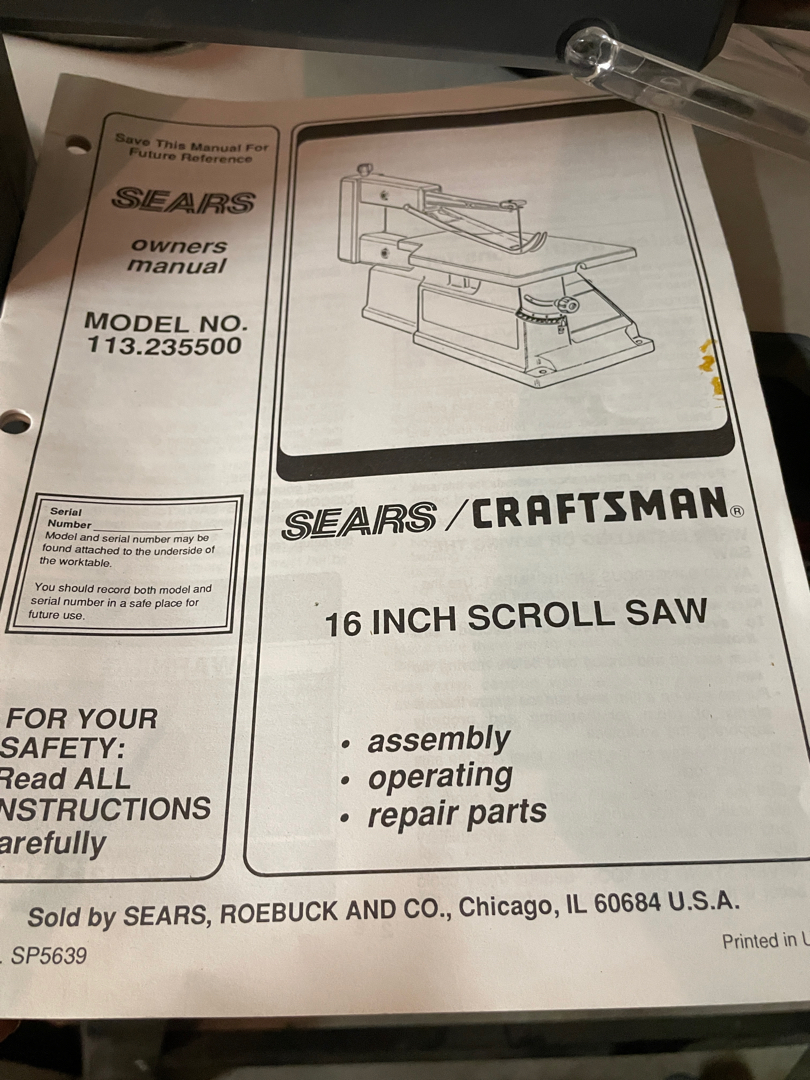 Save This Manual For
Future Reference
SEARS
owners
manual
MODEL NO.
113.235500
Serial
Number
Model and serial number may be
found attached to the underside of
the worktable.
You should record both model and
serial number in a safe place for
future use.
FOR YOUR
SAFETY:
Read ALL
INSTRUCTIONS
arefully
SEARS / CRAFTSMAN®
16 INCH SCROLL SAW
• assembly
• operating
• repair parts
Sold by SEARS, ROEBUCK AND CO., Chicago, IL 60684 U.S.A.
. SP5639
Printed in U